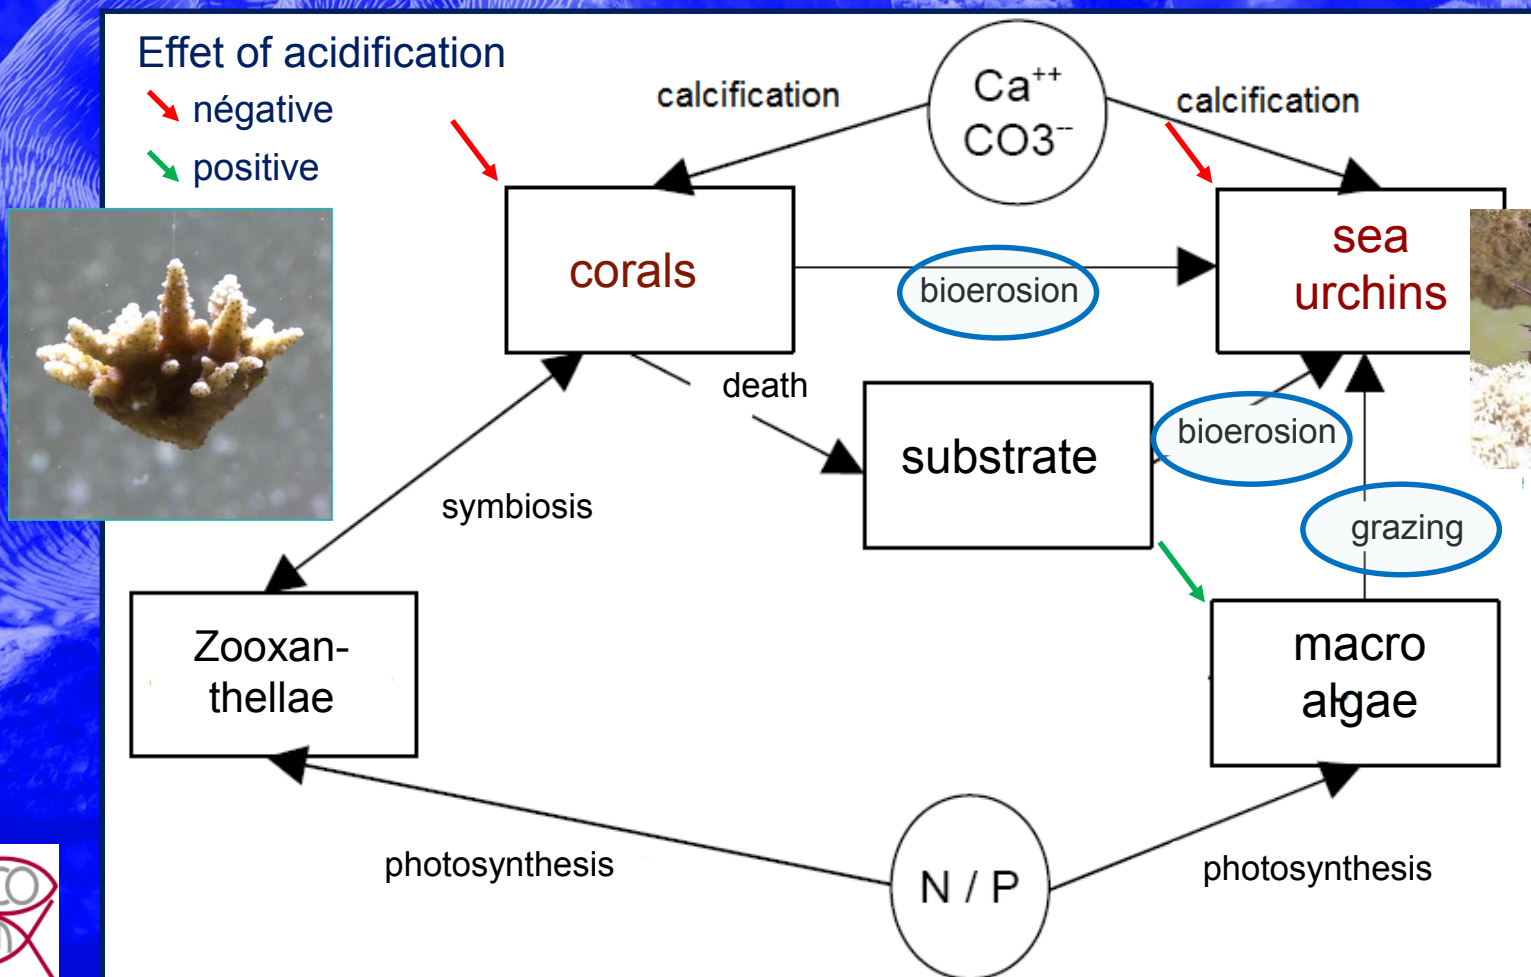 Effet of acidification
négative
positive
calcification
Ca++
CO3--
calcification
corals
bioerosion
sea
urchins
death
substrate
bioerosion
symbiosis
grazing
Zooxan-
thellae
macro
algae
photosynthesis
N / P
photosynthesis
CO